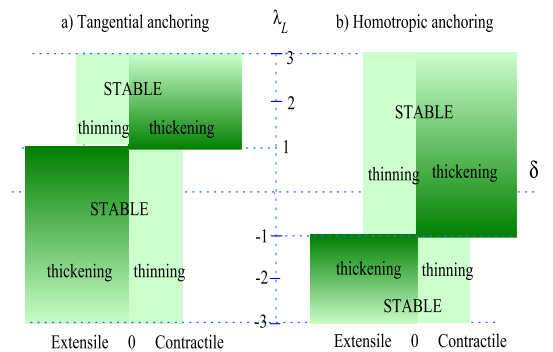 a) Tangential anchoring
λL
b) Homotropic anchoring
3
STABLE
2
STABLE
thinning
thickening
1
thinning
thickening
δ
STABLE
-1
thickening
thinning
thickening
thinning
-2
STABLE
-3
Extensile 0 Contractile
Extensile 0 Contractile